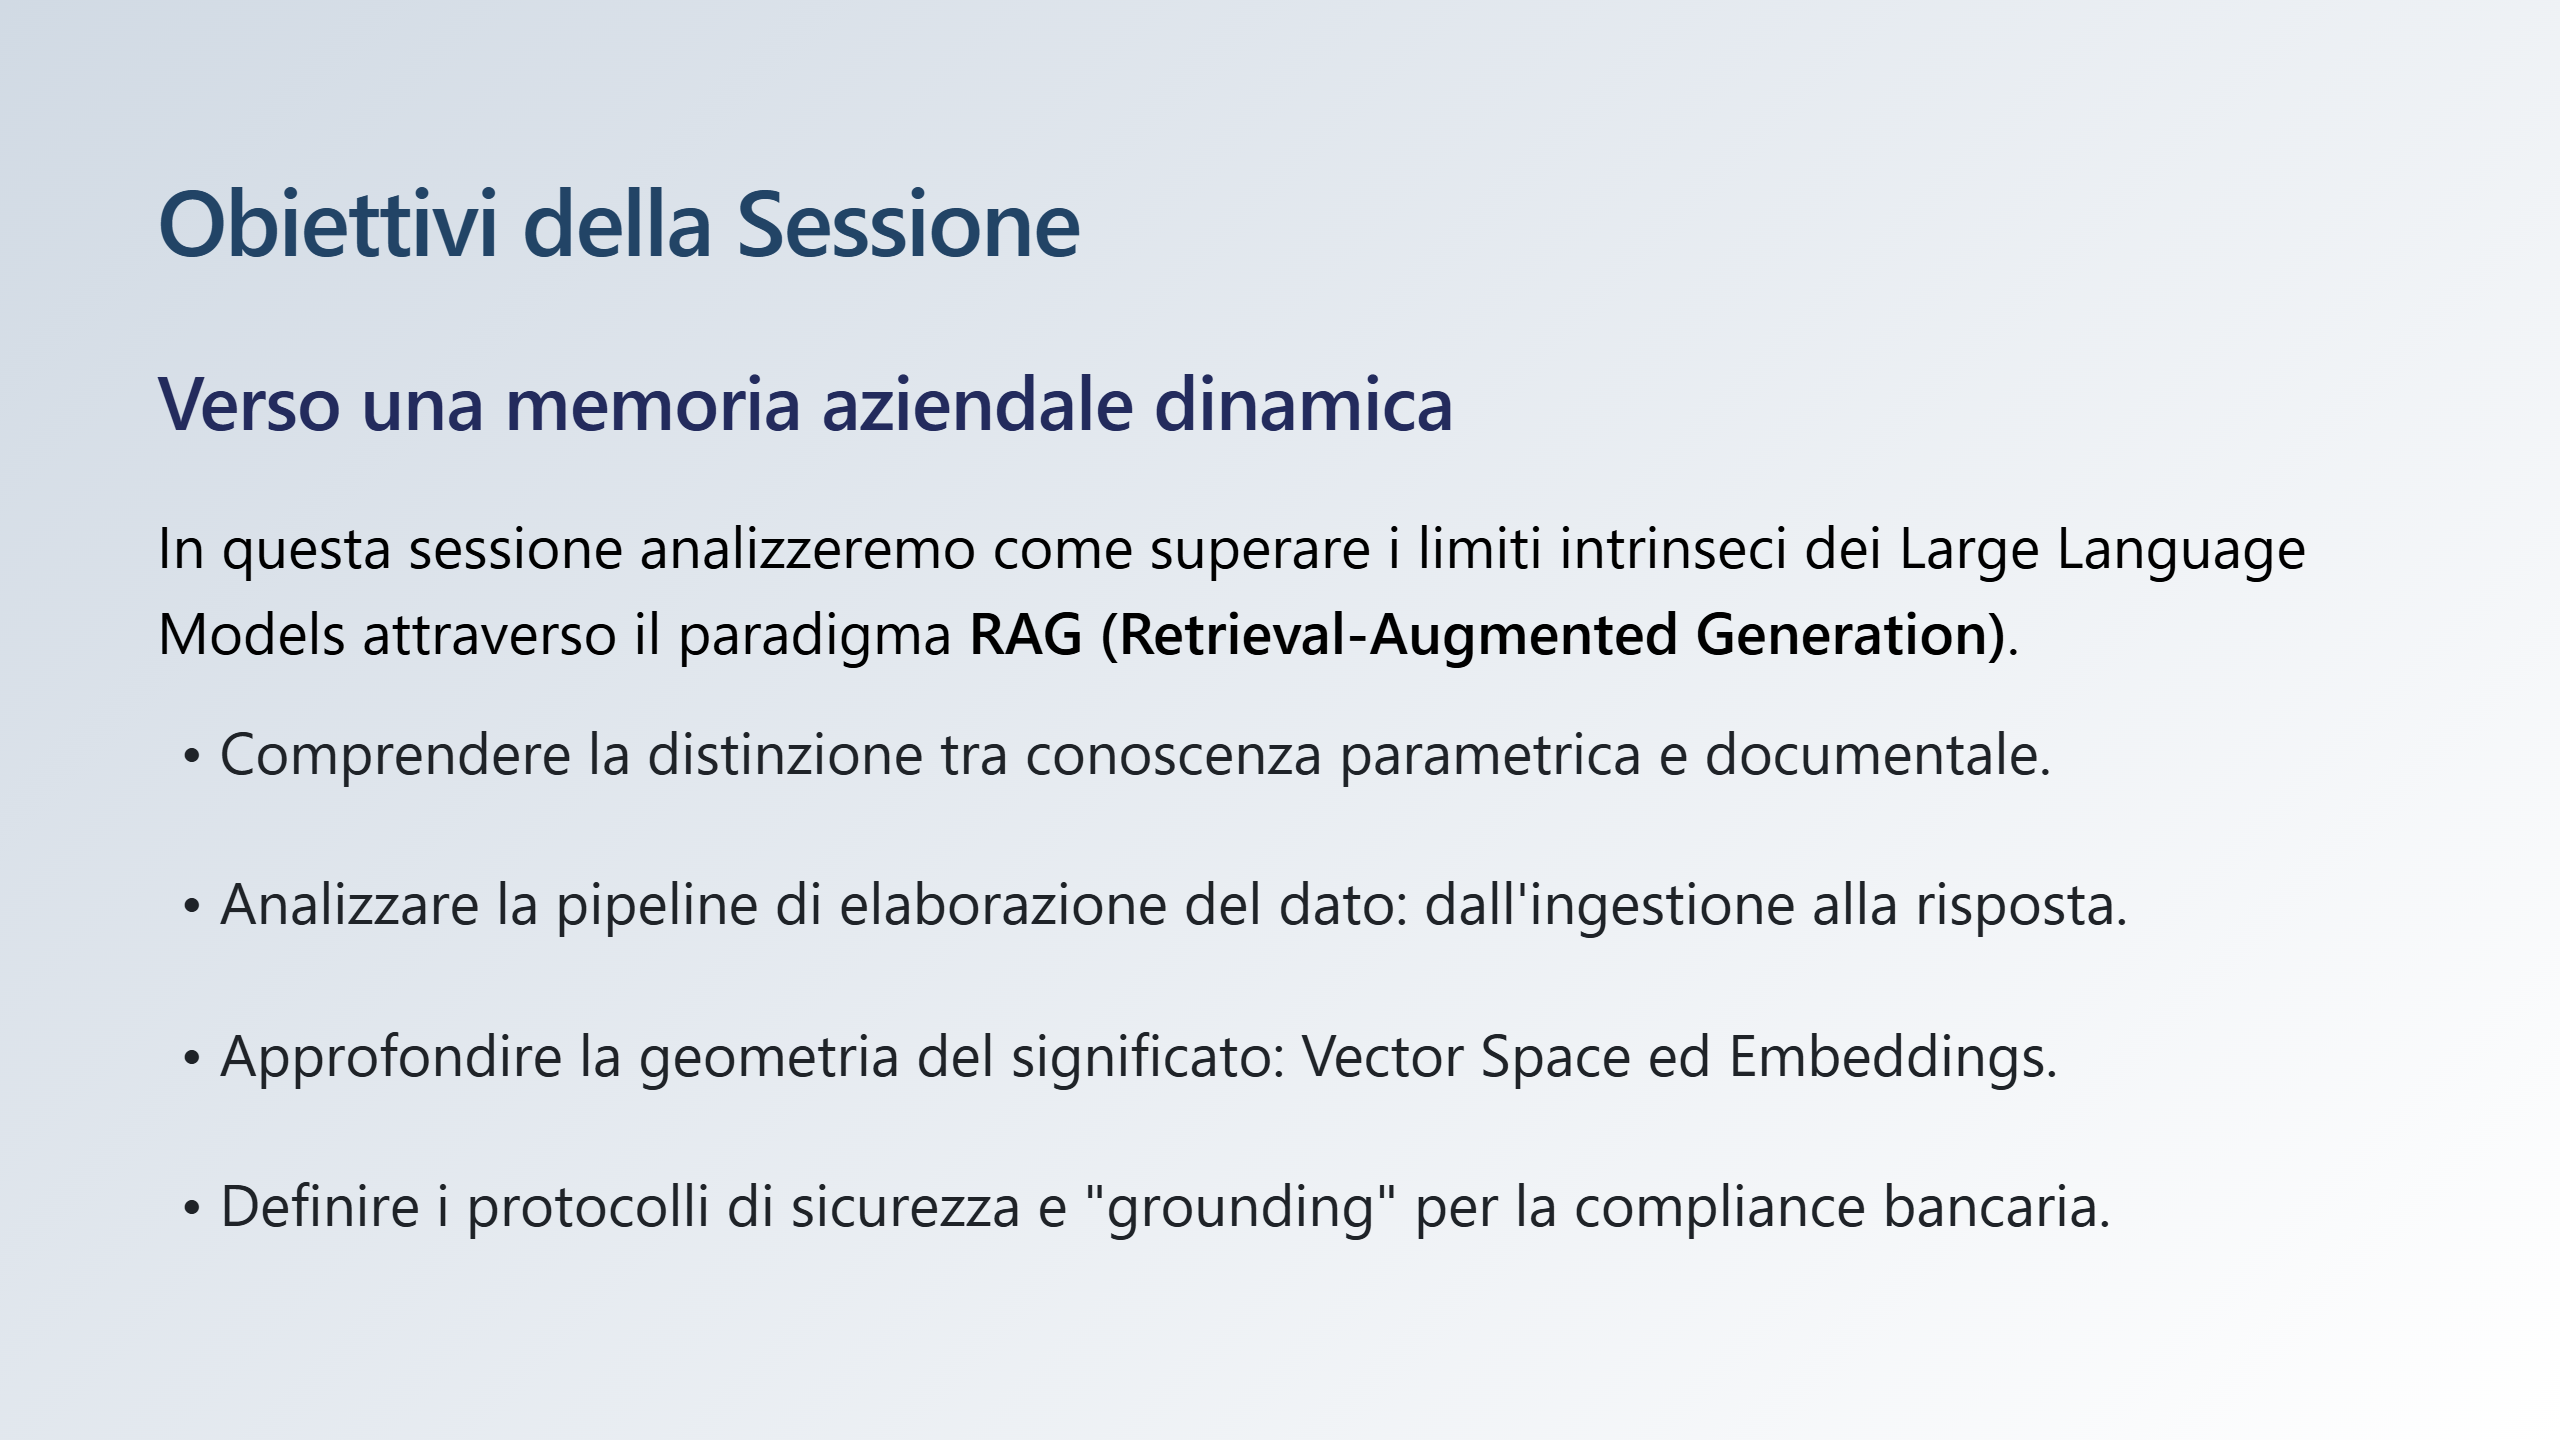 Obiettivi della Sessione
Verso una memoria aziendale dinamica
In questa sessione analizzeremo come superare i limiti intrinseci dei Large Language
Models attraverso il paradigma RAG (Retrieval-Augmented Generation).
• Comprendere la distinzione tra conoscenza parametrica e documentale.
• Analizzare la pipeline di elaborazione del dato: dall'ingestione alla risposta.
• Approfondire la geometria del significato: Vector Space ed Embeddings.
• Definire i protocolli di sicurezza e "grounding" per la compliance bancaria.